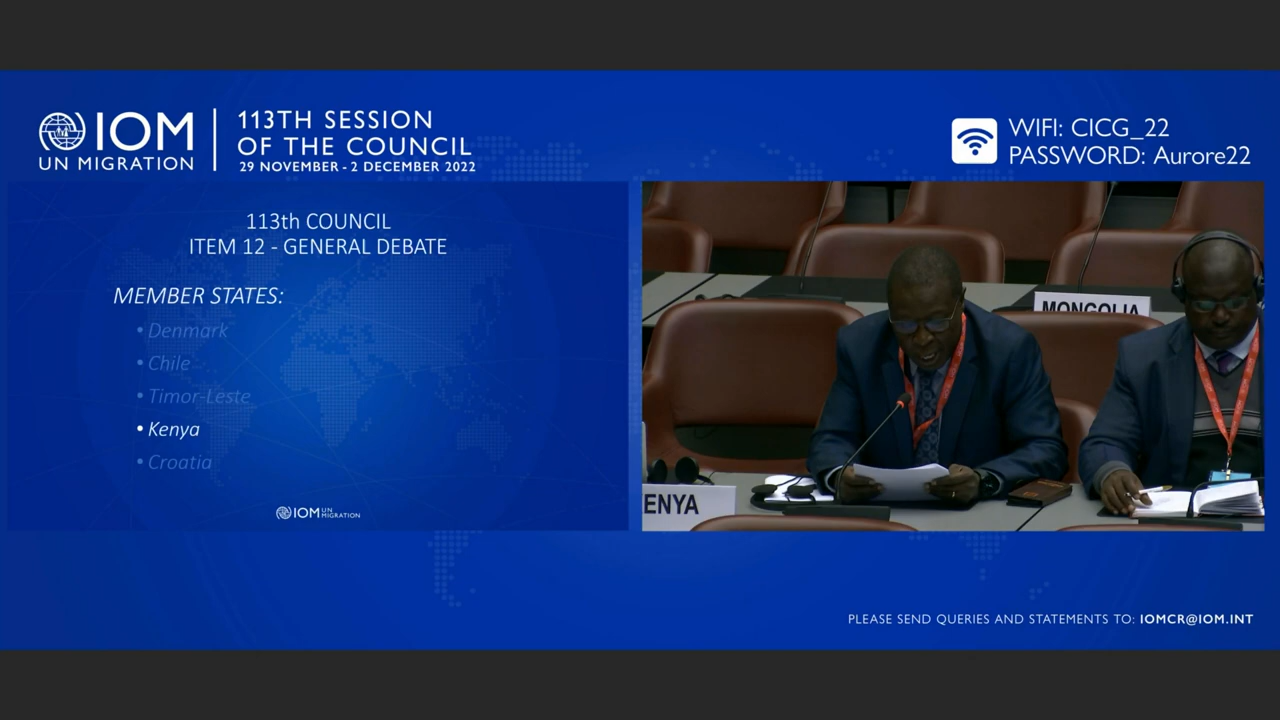 IOM
UN MIGRATION
113TH SESSION
OF THE COUNCIL
29 NOVEMBER - 2 DECEMBER 2022
WIFI: CICG_22
PASSWORD: Aurore22
113th COUNCIL
ITEM 12 - GENERAL DEBATE
MEMBER STATES:
• Denmark
• Chile
• Timor-Leste
• Kenya
• Croatia
IOM UN
MIGRATION
MONGOLIA
ENYA
PLEASE SEND QUERIES AND STATEMENTS TO: IOMCR@IOM.INT